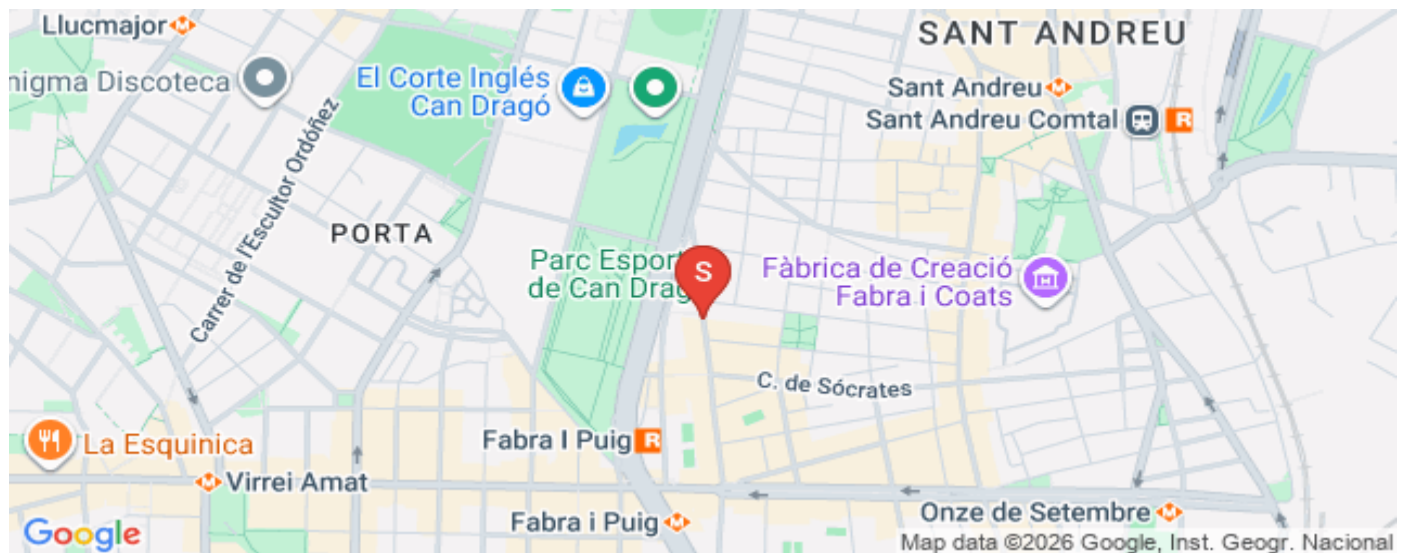 Llucmajor
SANT ANDREU
nigma Discoteca
El Corte Inglés
Can Dragó
Sant Andreu
Sant Andreu Comtal
R
Carrer de l'Escultor Ordóñez
PORTA
Parc Esport
de Can Drag
S
Fàbrica de Creació
Fabra i Coats
C. de Sócrates
La Esquinica
Fabra I Puig
R
Virrei Amat
Fabra i Puig
Onze de Setembre
Google
Map data ©2026 Google, Inst. Geogr. Nacional